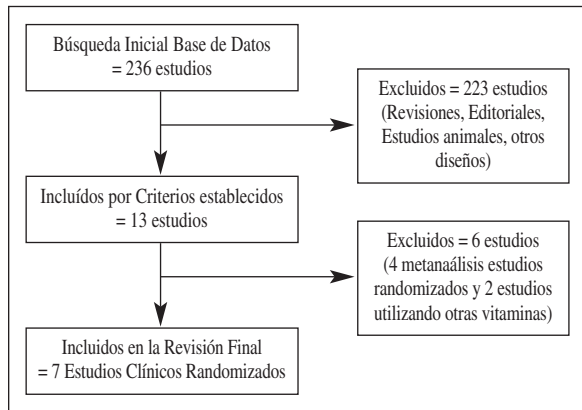 Búsqueda Inicial Base de Datos
= 236 estudios
Excluidos = 223 estudios
(Revisiones, Editoriales,
Estudios animales, otros
diseños)
Incluídos por Criterios establecidos
= 13 estudios
Excluidos = 6 estudios
(4 metanaálisis estudios
randomizados y 2 estudios
utilizando otras vitaminas)
Incluidos en la Revisión Final
= 7 Estudios Clínicos Randomizados